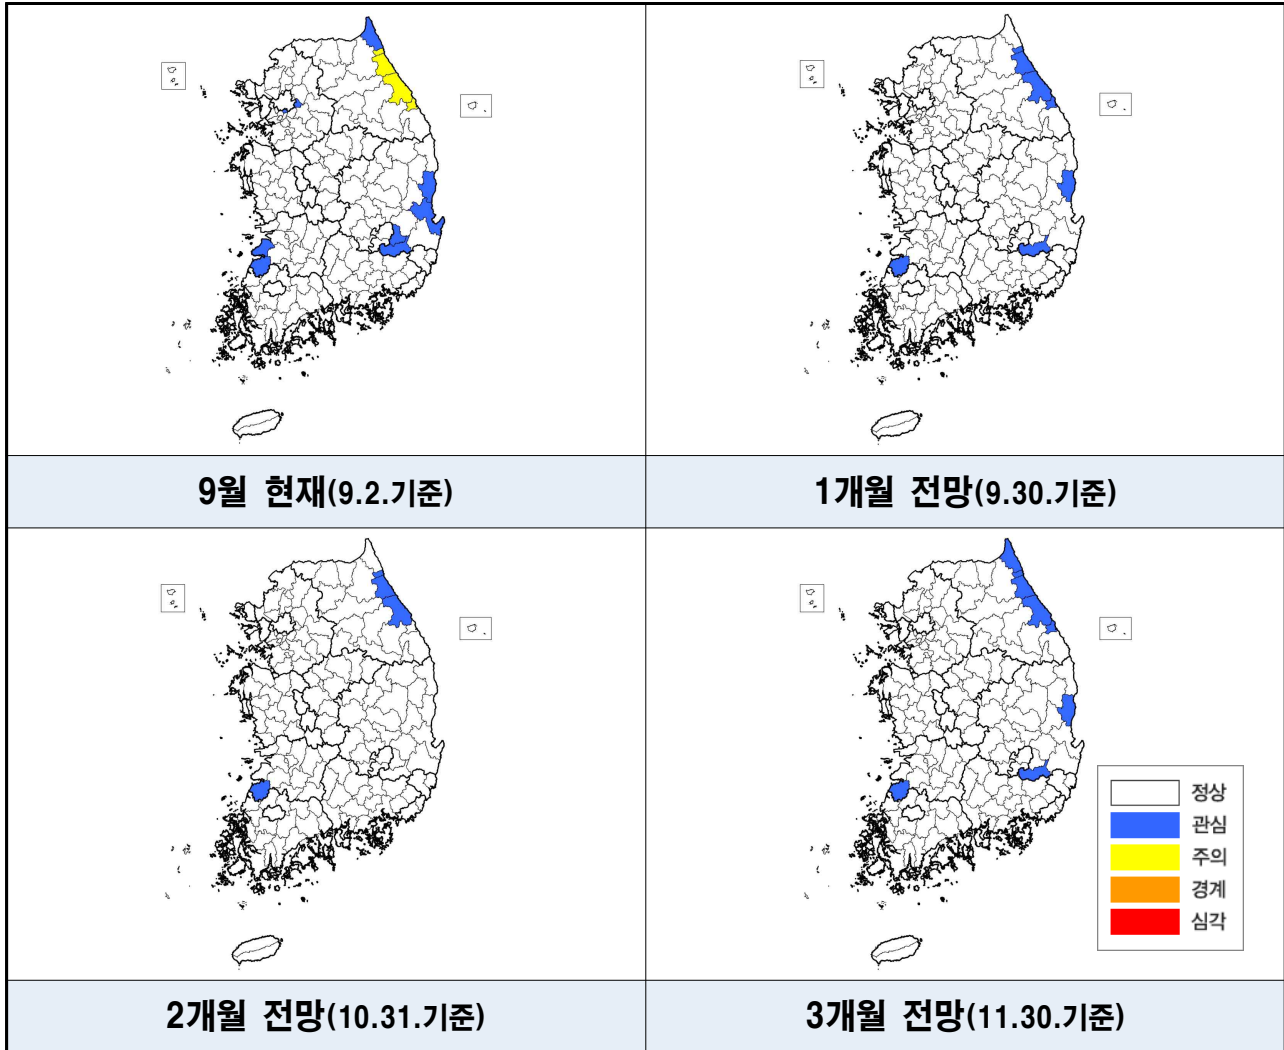 9월 현재(9.2.기준)
1개월 전망(9.30.기준)
정상
관심
주의
경계
심각
2개월 전망(10.31.기준)
3개월 전망(11.30.기준)